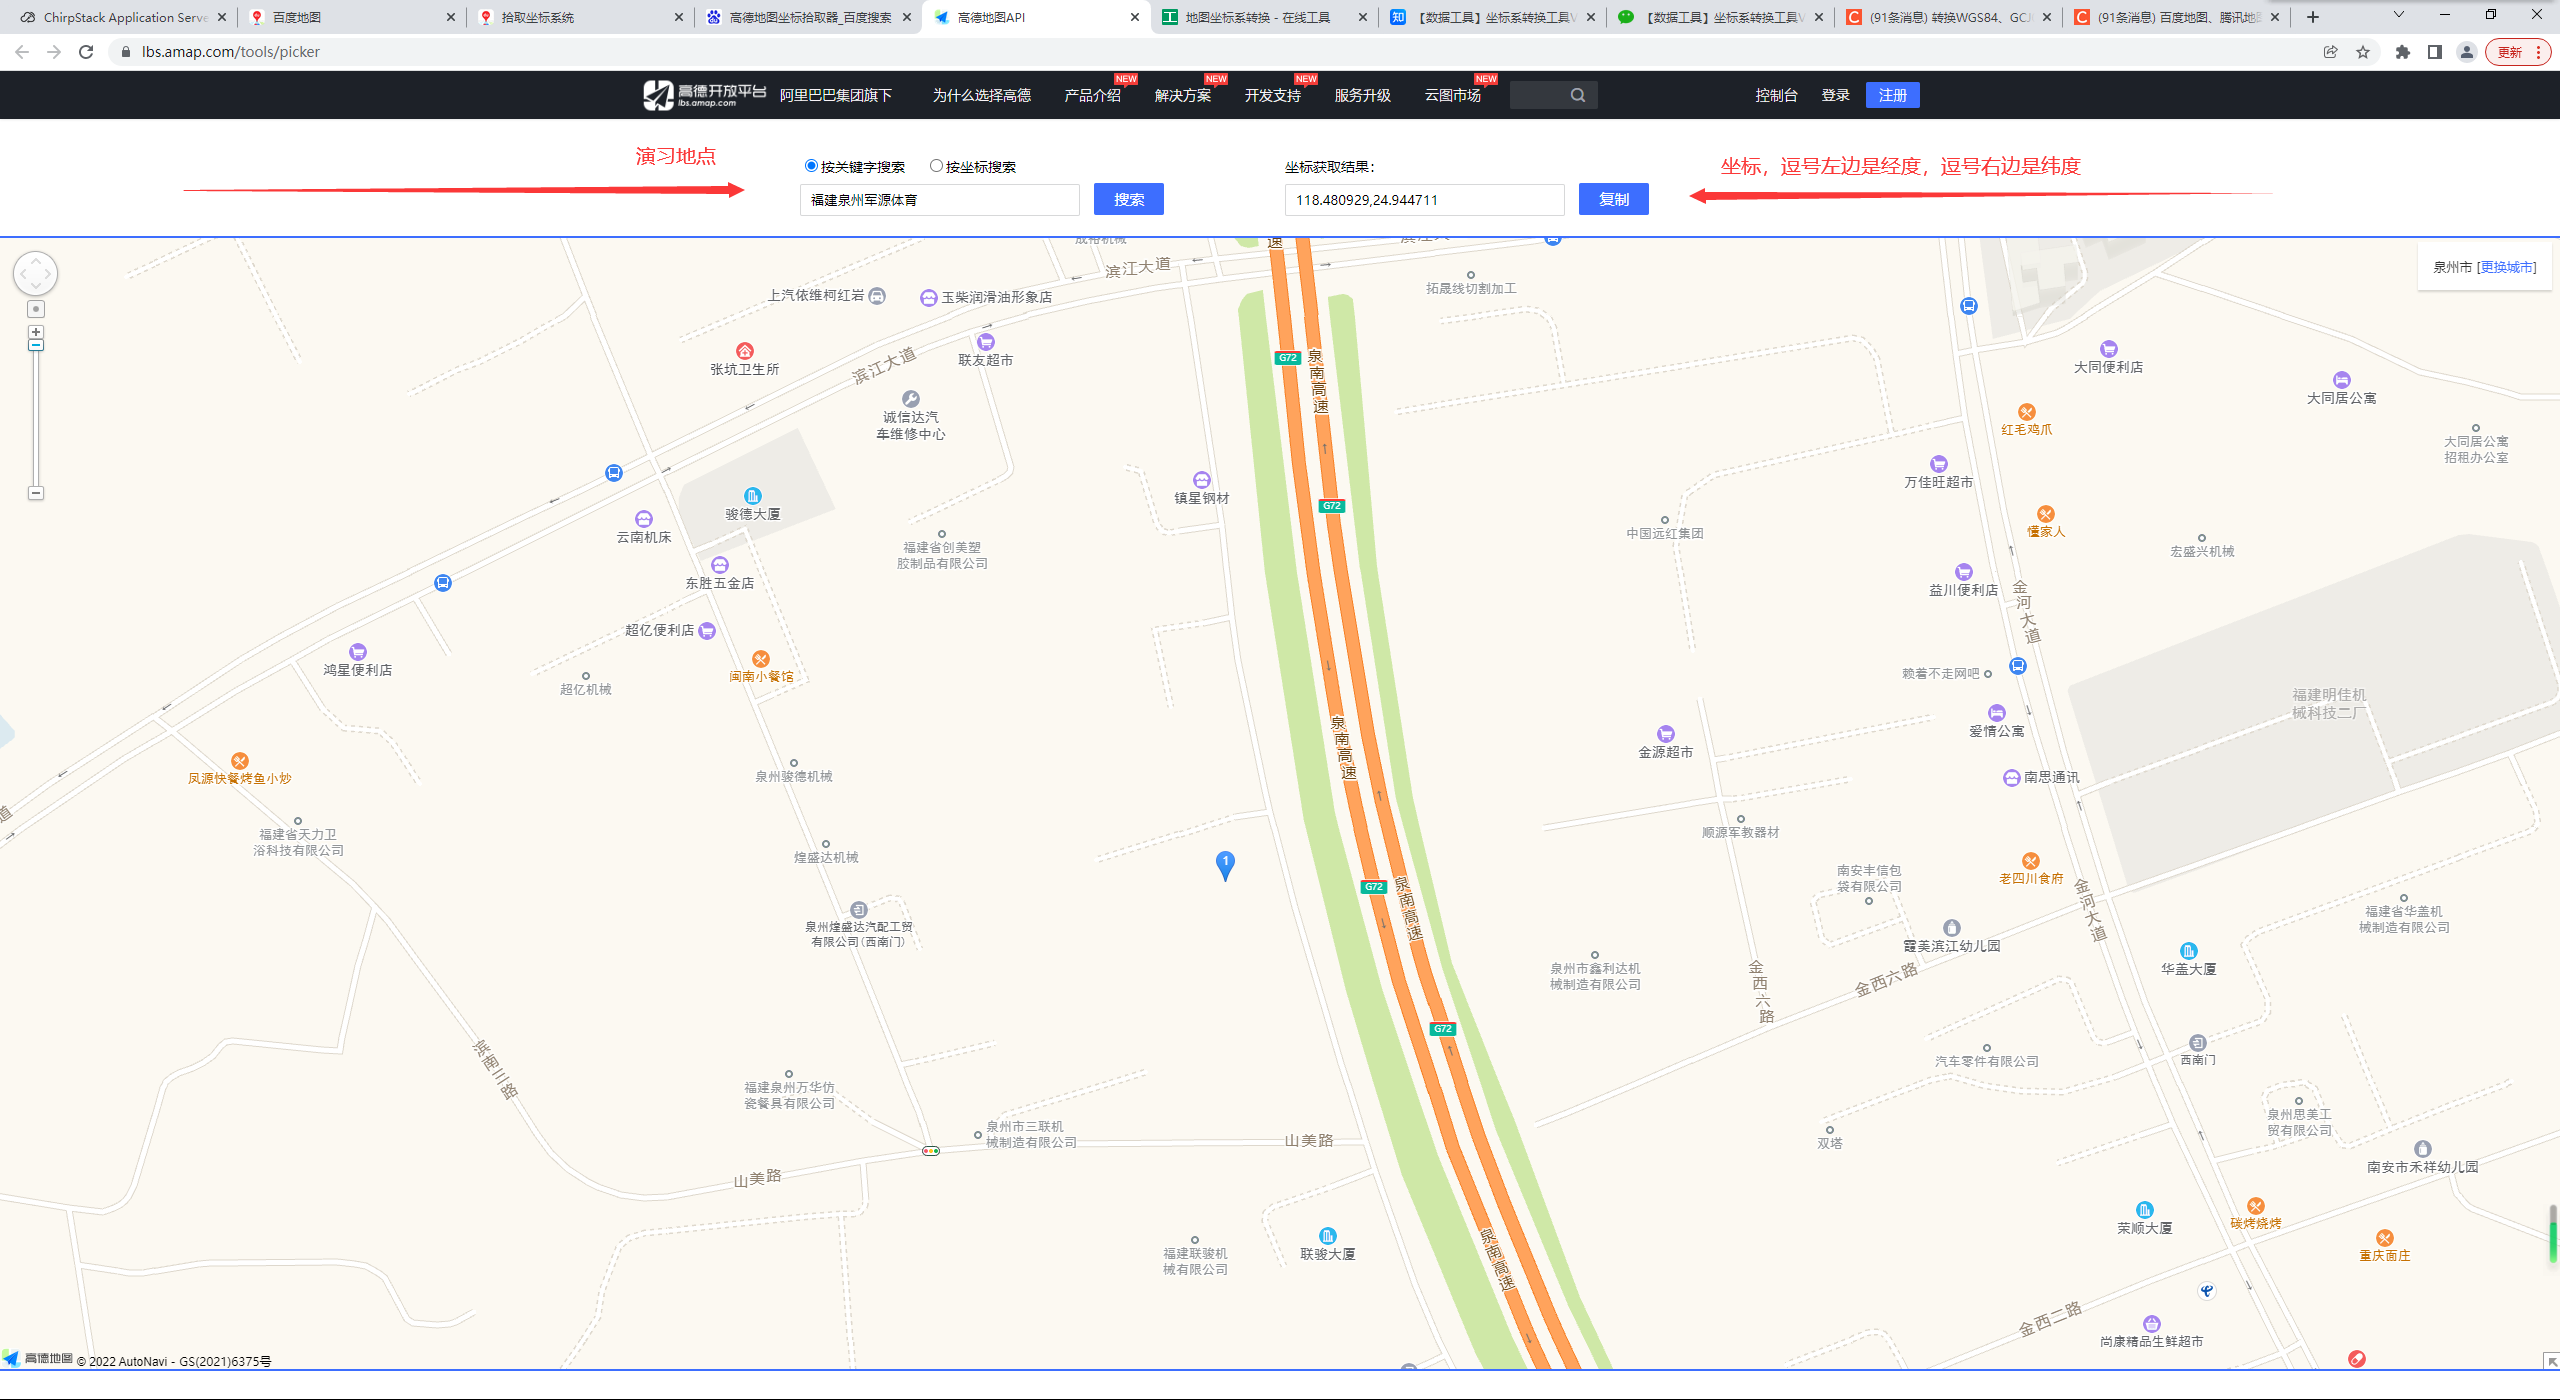 ChirpStack Application Serve
百度地图
拾取坐标系统
高德地图坐标拾取器_百度搜索
高德地图API
地图坐标系转换 - 在线工具
【数据工具】坐标系转换工具V
【数据工具】坐标系转换工具V
(91条消息) 转换WGS84、GCJ
(91条消息) 百度地图、腾讯地图
lbs.amap.com/tools/picker
更新
高德开放平台
lbs.amap.com
阿里巴巴集团旗下
为什么选择高德
产品介绍
NEW
解决方案
NEW
开发支持
NEW
服务升级
云图市场
NEW
控制台
登录
注册
演习地点
按关键字搜索
按坐标搜索
坐标获取结果：
坐标，逗号左边是经度，逗号右边是纬度
福建泉州军源体育
搜索
118.480929,24.944711
复制
泉州市 [更换城市]
成裕机械
滨江大道
速
上汽依维柯红岩
玉柴润滑油形象店
拓晟线切割加工
张坑卫生所
滨江大道
联友超市
G72
泉南高速
大同便利店
大同居公寓
诚信达汽
车维修中心
红毛鸡爪
大同居公寓
招租办公室
镇星钢材
G72
万佳旺超市
骏德大厦
云南机床
懂家人
中国远红集团
福建省创美塑
胶制品有限公司
宏盛兴机械
东胜五金店
益川便利店
金河大道
超亿便利店
鸿星便利店
闽南小餐馆
超亿机械
赖着不走网吧
福建明佳机
械科技二厂
泉南高速
爱情公寓
金源超市
凤源快餐烤鱼小炒
泉州骏德机械
南思通讯
道
福建省天力卫
浴科技有限公司
顺源军教器材
煌盛达机械
1
G72
泉南高速
南安丰信包
袋有限公司
老四川食府
金河大道
泉州煌盛达汽配工贸
有限公司(西南门)
福建省华盖机
械制造有限公司
霞美滨江幼儿园
泉州市鑫利达机
械制造有限公司
金西六路
金西六路
华盖大厦
G72
滨南三路
汽车零件有限公司
西南门
福建泉州万华仿
瓷餐具有限公司
泉州市三联机
械制造有限公司
山美路
双塔
泉州思美工
贸有限公司
南安市禾祥幼儿园
山美路
荣顺大厦
碳烤烧烤
福建联骏机
械有限公司
联骏大厦
泉南高速
重庆面庄
金西二路
尚康精品生鲜超市
高德地图
© 2022 AutoNavi - GS(2021)6375号